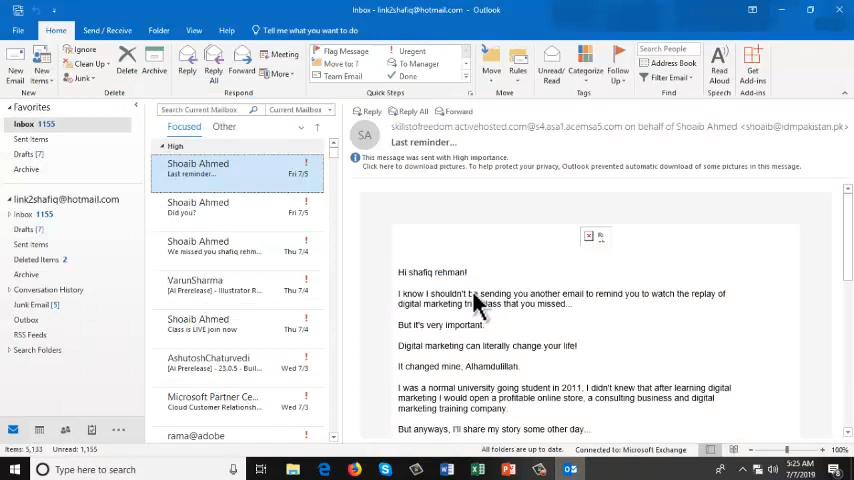 Inbox - link2shafiq@hotmail.com - Outlook
File Home Send / Receive Folder View Help Tell me what you want to do
New Email
New Items
Ignore
Clean Up
Junk
Delete
Archive
Reply
Reply All
Forward
Meeting
More
Flag Message
Move to: ?
Team Email
Uregent
To Manager
Done
Move
Rules
Unread/ Read
Categorize
Follow Up
Search People
Address Book
Filter Email
Read Aloud
Get Add-ins
New Delete Respond Quick Steps Move Tags Find Speech Add-ins
Favorites
Inbox 1155
Sent Items
Drafts [7]
Archive
link2shafiq@hotmail.com
Inbox 1155
Drafts [7]
Sent Items
Deleted Items 2
Archive
Conversation History
Junk Email [5]
Outbox
RSS Feeds
Search Folders
Search Current Mailbox Current Mailbox
Focused Other
High
Shoaib Ahmed
Last reminder... Fri 7/5
Shoaib Ahmed
Did you? Fri 7/5
Shoaib Ahmed
We missed you shafiq rehm... Thu 7/4
VarunSharma
[Ai Prerelease] - Illustrator R... Thu 7/4
Shoaib Ahmed
Class is LIVE join now Thu 7/4
AshutoshChaturvedi
[Ai Prerelease] - 23.0.5 - Bui... Wed 7/3
Microsoft Partner Ce...
Cloud Customer Relationsh... Wed 7/3
rama@adobe
Reply Reply All Forward
SA
skillstofreedom.activehosted.com@s4.asa1.acemsa5.com on behalf of Shoaib Ahmed <shoaib@idmpakistan.pk>
Last reminder...
This message was sent with High importance.
Click here to download pictures. To help protect your privacy, Outlook prevented automatic download of some pictures in this message.
Hi shafiq rehman!
I know I shouldn't be sending you another email to remind you to watch the replay of
digital marketing class that you missed...
But it's very important.
Digital marketing can literally change your life!
It changed mine, Alhamdulillah.
I was a normal university going student in 2011, I didn't knew that after learning digital
marketing I would open a profitable online store, a consulting business and digital
marketing training company.
But anyways, I'll share my story some other day...
Items: 5,133 Unread: 1,155 All folders are up to date. Connected to: Microsoft Exchange 100%
Type here to search
5:25 AM
7/7/2019